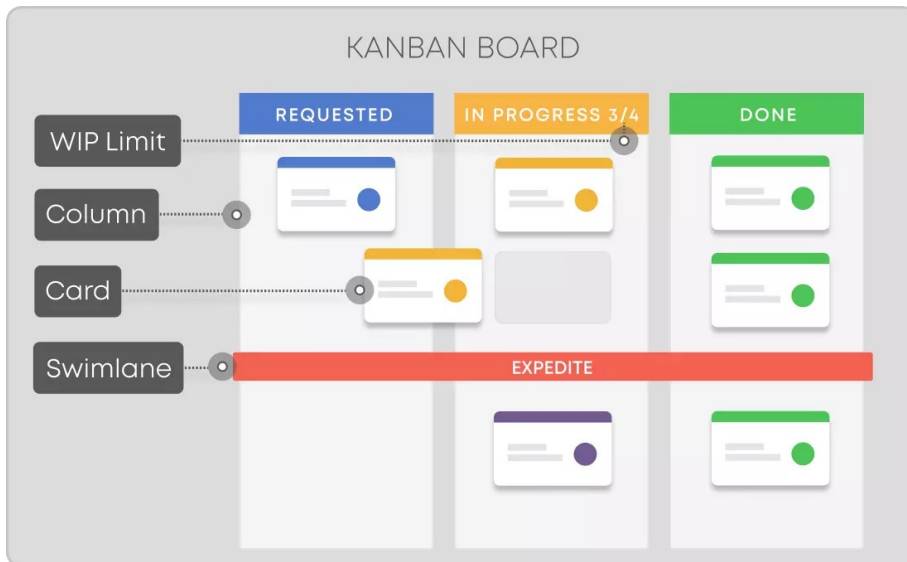 KANBAN BOARD
REQUESTED
IN PROGRESS 3/4
DONE
WIP Limit
Column
Card
Swimlane
EXPEDITE